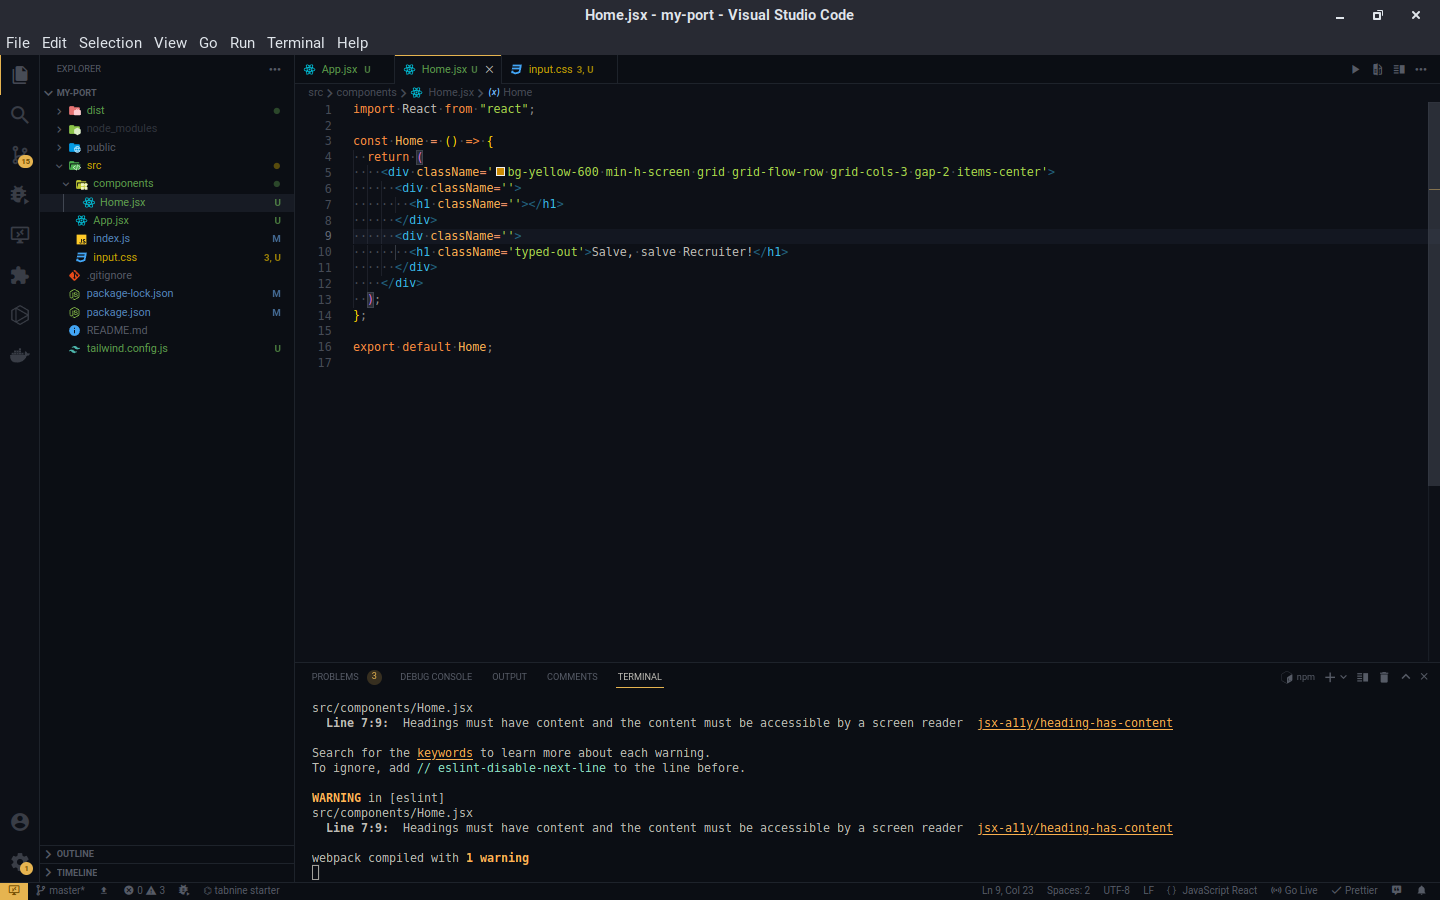 Home.jsx - my-port - Visual Studio Code
File Edit Selection View Go Run Terminal Help
EXPLORER
MY-PORT
dist
node_modules
public
src
components
Home.jsx U
App.jsx U
index.js M
input.css 3, U
.gitignore
package-lock.json M
package.json M
README.md
tailwind.config.js U
OUTLINE
TIMELINE
15
1
App.jsx U
Home.jsx U
input.css 3, U
src > components > Home.jsx > Home
1 import React from "react";
2
3 const Home = () => {
4 return (
5 <div className='bg-yellow-600 min-h-screen grid grid-flow-row grid-cols-3 gap-2 items-center'>
6 <div className=''>
7 <h1 className=''></h1>
8 </div>
9 <div className=''>
10 <h1 className='typed-out'>Salve, salve Recruiter!</h1>
11 </div>
12 </div>
13 );
14 };
15
16 export default Home;
17
PROBLEMS 3 DEBUG CONSOLE OUTPUT COMMENTS TERMINAL
npm
src/components/Home.jsx
Line 7:9: Headings must have content and the content must be accessible by a screen reader jsx-a11y/heading-has-content
Search for the keywords to learn more about each warning.
To ignore, add // eslint-disable-next-line to the line before.
WARNING in [eslint]
src/components/Home.jsx
Line 7:9: Headings must have content and the content must be accessible by a screen reader jsx-a11y/heading-has-content
webpack compiled with 1 warning
master* 0 3 tabnine starter
Ln 9, Col 23 Spaces: 2 UTF-8 LF { } JavaScript React Go Live Prettier